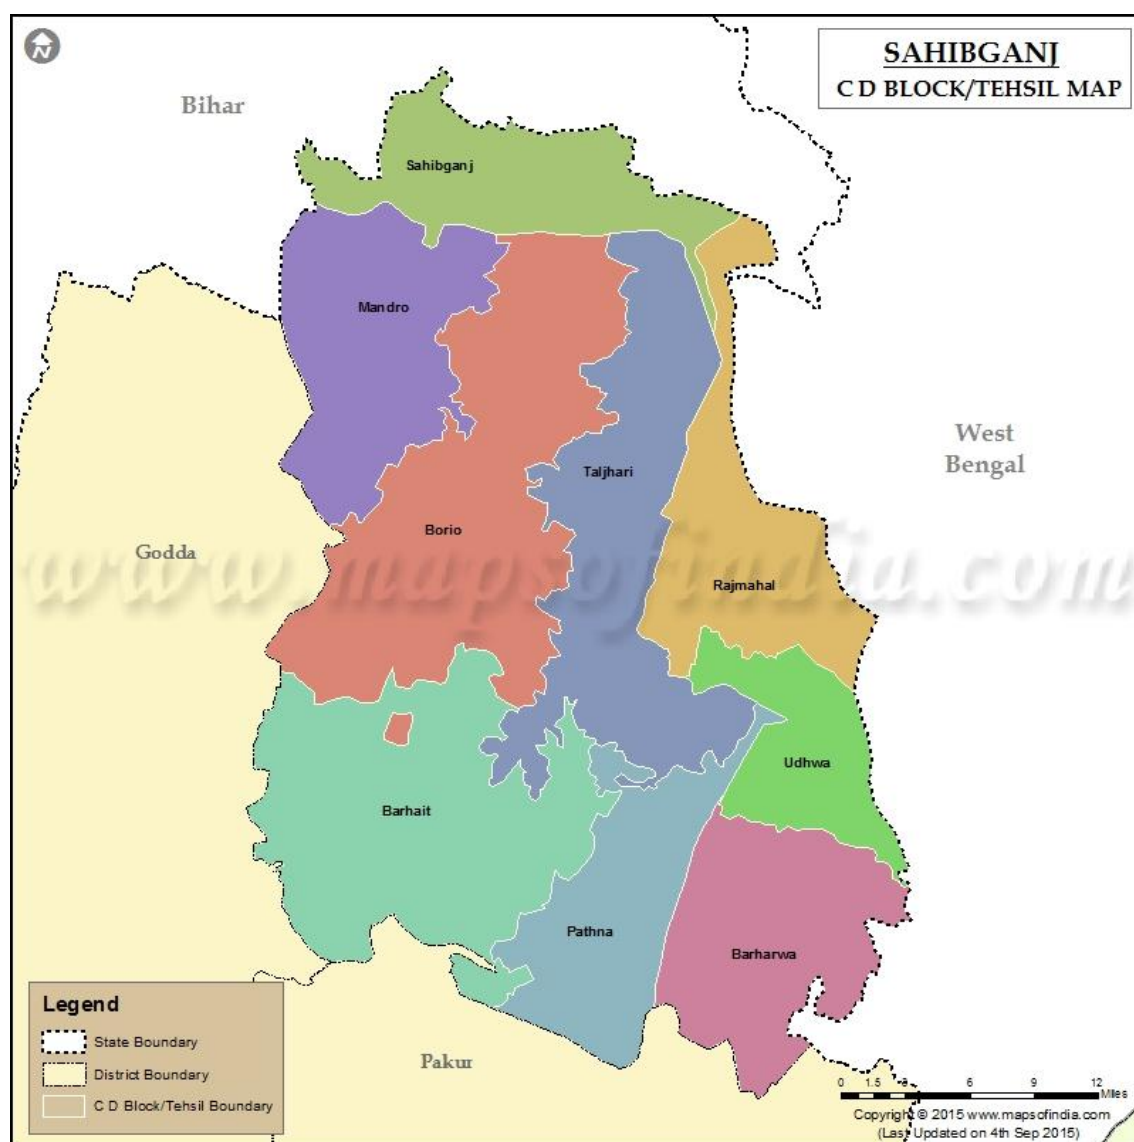 N
SAHIBGANJ
C D BLOCK/TEHSIL MAP
Bihar
Sahibganj
Mandro
West
Bengal
Taljhari
Borio
Godda
www.mapsofindia.com
Rajmahal
Udhwa
Barhait
Pathna
Barharwa
Legend
State Boundary
District Boundary
C D Block/Tehsil Boundary
Pakur
0 1.5 3 6 9 12
Miles
Copyright © 2015 www.mapsofindia.com
(Last Updated on 4th Sep 2015)